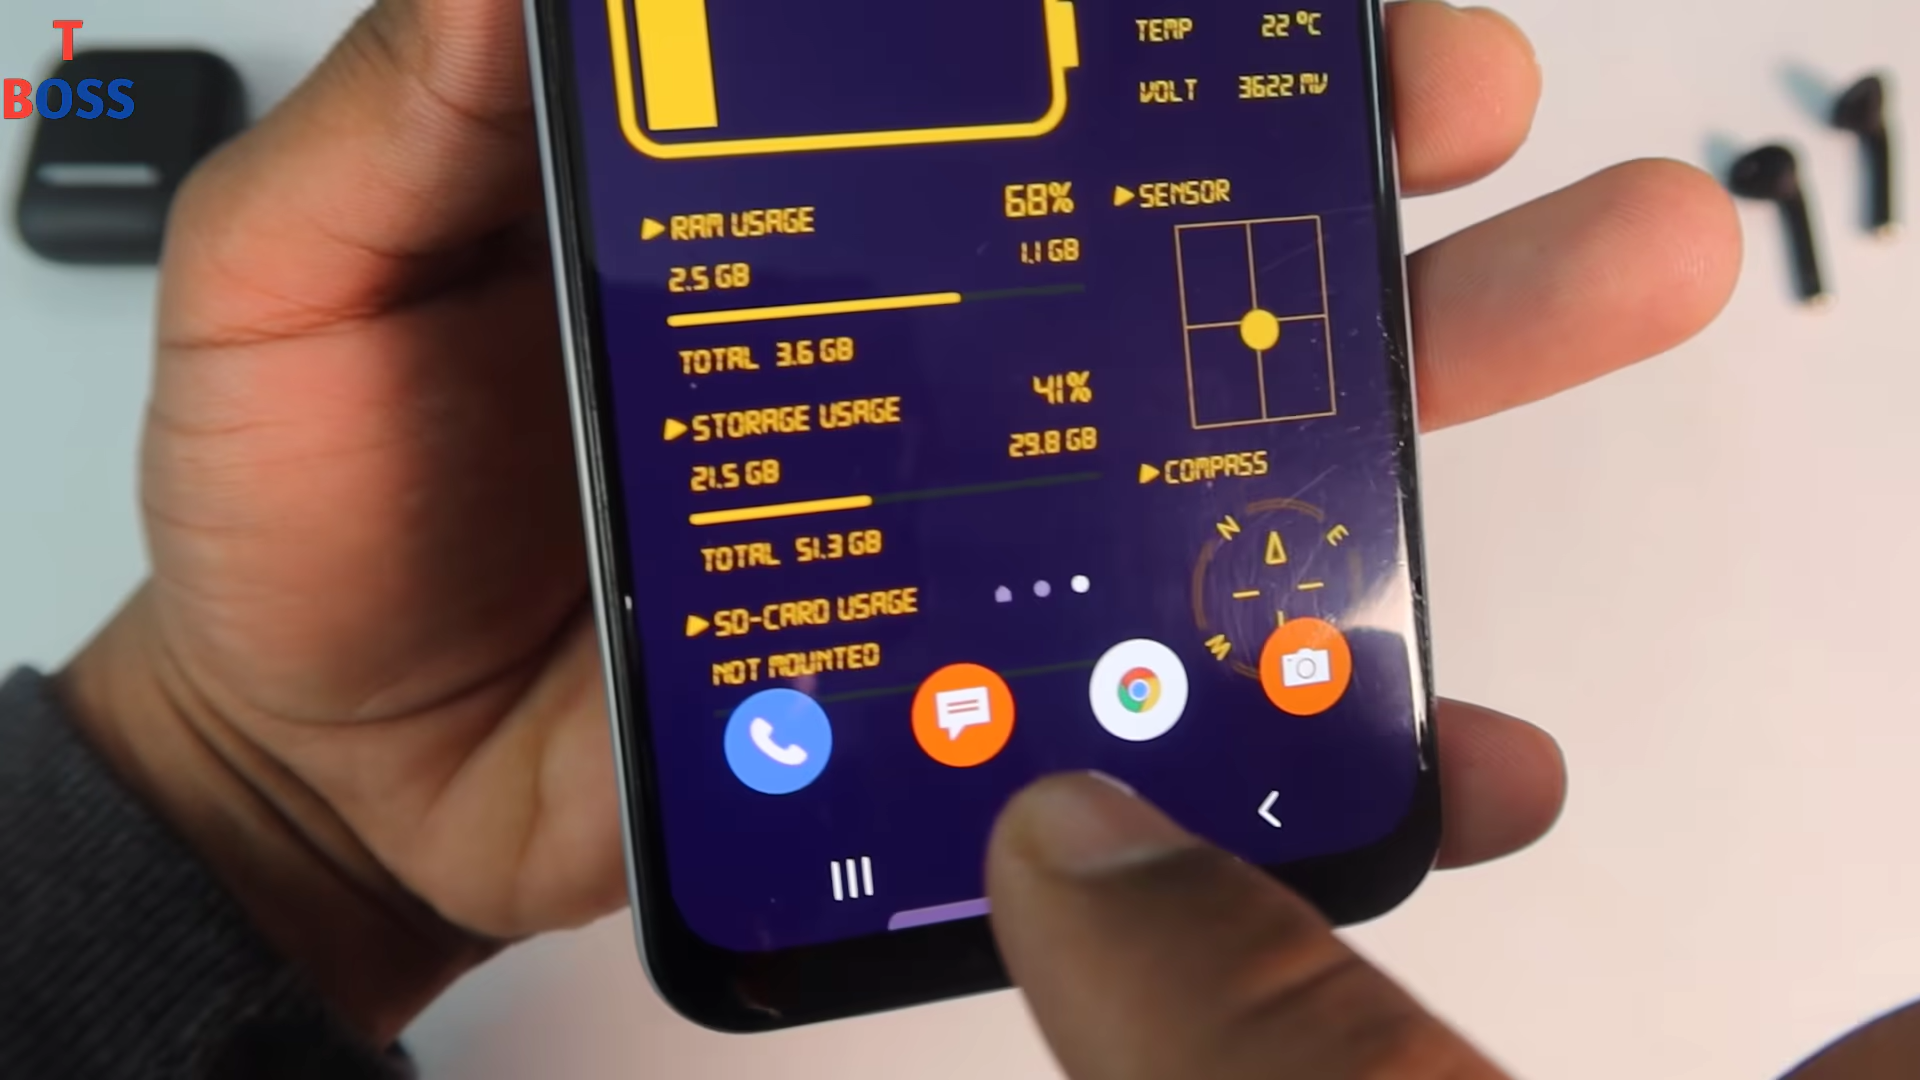 T
BOSS
TEMP 22 °C
VOLT 3622 MV
RAM USAGE 68%
2.5 GB 1.1 GB
TOTAL 3.6 GB
STORAGE USAGE 41%
21.5 GB 29.8 GB
TOTAL 51.3 GB
SD-CARD USAGE
NOT MOUNTED
SENSOR
COMPASS
N E
W